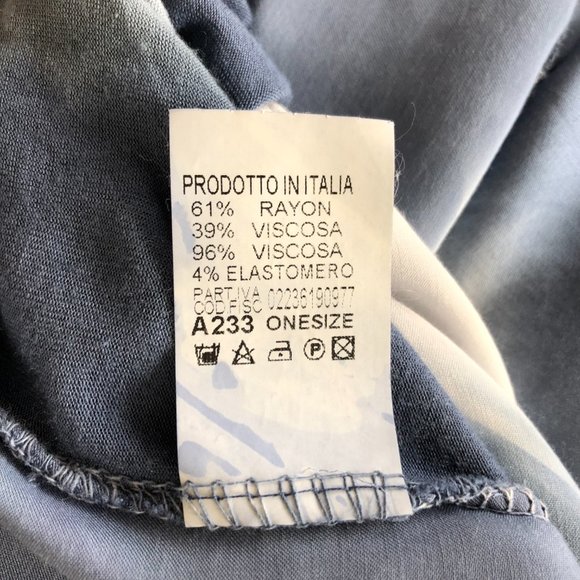 PRODOTTO IN ITALIA
61% RAYON
39% VISCOSA
96% VISCOSA
4% ELASTOMERO
PART.IVA
COD.FISC 02236190977
A233 ONESIZE
P